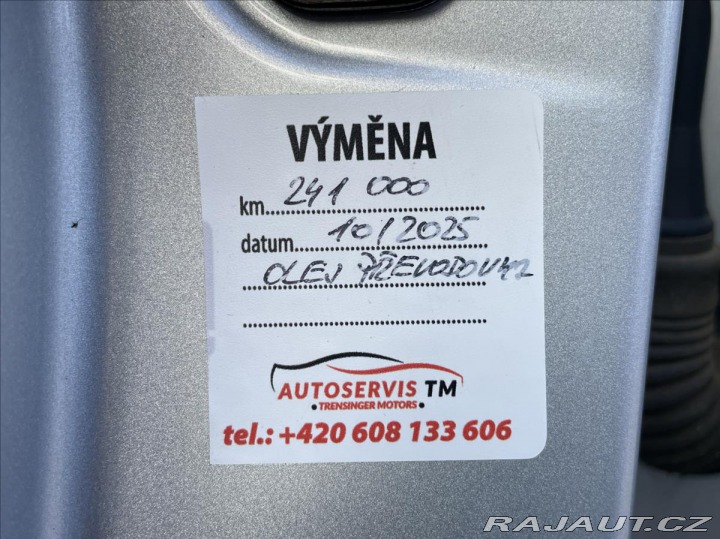 VÝMĚNA
km 241 000
datum 10/2025
OLEJ PŘEVODOVKA
AUTOSERVIS TM
• TRENSINGER MOTORS •
tel.: +420 608 133 606
RAJAUT.CZ